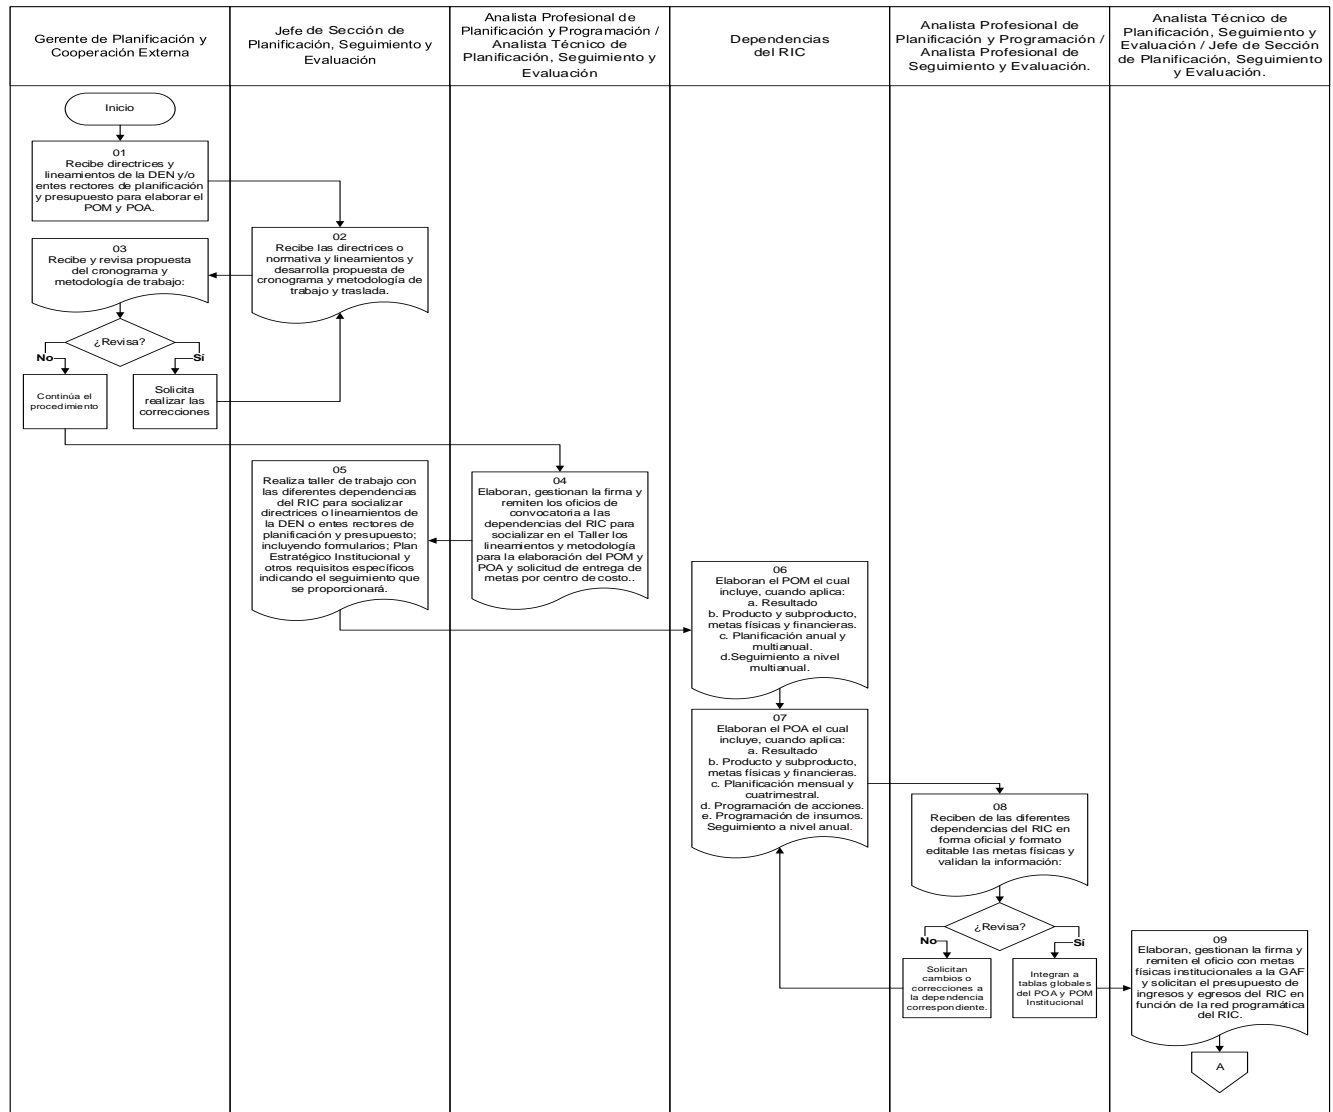 Gerente de Planificación y
Cooperación Externa
Jefe de Sección de
Planificación, Seguimiento y
Evaluación
Analista Profesional de
Planificación y Programación /
Analista Técnico de
Planificación, Seguimiento y
Evaluación
Dependencias
del RIC
Analista Profesional de
Planificación y Programación /
Analista Profesional de
Seguimiento y Evaluación.
Analista Técnico de
Planificación, Seguimiento y
Evaluación / Jefe de Sección
de Planificación, Seguimiento
y Evaluación.
Inicio
01
Recibe directrices y
lineamientos de la DEN y/o
entes rectores de planificación
y presupuesto para elaborar el
POM y POA.
02
Recibe las directrices o
normativa y lineamientos y
desarrolla propuesta de
cronograma y metodología de
trabajo y traslada.
03
Recibe y revisa propuesta
del cronograma y
metodología de trabajo:
¿Revisa?
No
Sí
Continúa el
procedimiento
Solicita
realizar las
correcciones
04
Elaboran, gestionan la firma y
remiten los oficios de
convocatoria a las
dependencias del RIC para
socializar en el Taller los
lineamientos y metodología
para la elaboración del POM y
POA y solicitud de entrega de
metas por centro de costo..
05
Realiza taller de trabajo con
las diferentes dependencias
del RIC para socializar
directrices o lineamientos de
la DEN o entes rectores de
planificación y presupuesto;
incluyendo formularios; Plan
Estratégico Institucional y
otros requisitos específicos
indicando el seguimiento que
se proporcionará.
06
Elaboran el POM el cual
incluye, cuando aplica:
a. Resultado
b. Producto y subproducto,
metas físicas y financieras.
c. Planificación anual y
multianual.
d.Seguimiento a nivel
multianual.
07
Elaboran el POA el cual
incluye, cuando aplica:
a. Resultado
b. Producto y subproducto,
metas físicas y financieras.
c. Planificación mensual y
cuatrimestral.
d. Programación de acciones.
e. Programación de insumos.
Seguimiento a nivel anual.
08
Reciben de las diferentes
dependencias del RIC en
forma oficial y formato
editable las metas físicas y
validan la información:
¿Revisa?
No
Sí
Solicitan
cambios o
correcciones a
la dependencia
correspondiente.
Integran a
tablas globales
del POA y POM
Institucional
09
Elaboran, gestionan la firma y
remiten el oficio con metas
físicas institucionales a la GAF
y solicitan el presupuesto de
ingresos y egresos del RIC en
función de la red programática
del RIC.
A